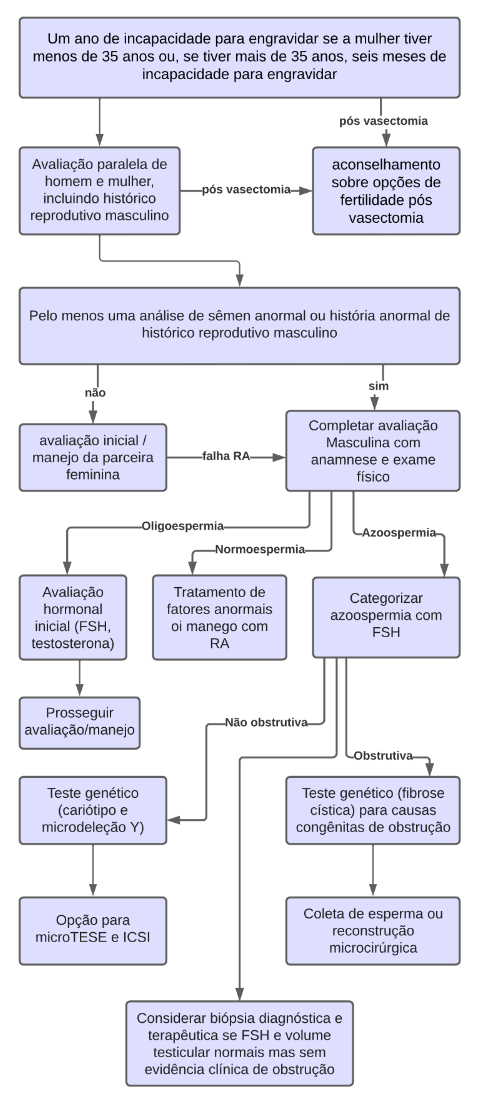 Um ano de incapacidade para engravidar se a mulher tiver
menos de 35 anos ou, se tiver mais de 35 anos, seis meses de
incapacidade para engravidar
pós vasectomia
Avaliação paralela de
homem e mulher,
incluindo histórico
reprodutivo masculino
pós vasectomia
aconselhamento
sobre opções de
fertilidade pós
vasectomia
Pelo menos uma análise de sêmen anormal ou história anormal de
histórico reprodutivo masculino
não
sim
avaliação inicial /
manejo da parceira
feminina
falha RA
Completar avaliação
Masculina com
anamnese e exame
físico
Oligoespermia
Normoespermia
Azoospermia
Avaliação
hormonal
inicial (FSH,
testosterona)
Tratamento de
fatores anormais
oi manego com
RA
Categorizar
azoospermia com
FSH
Prosseguir
avaliação/manejo
Não obstrutiva
Obstrutiva
Teste genético
(cariótipo e
microdeleção Y)
Teste genético (fibrose
cística) para causas
congênitas de obstrução
Opção para
microTESE e ICSI
Coleta de esperma ou
reconstrução
microcirúrgica
Considerar biópsia diagnóstica e
terapêutica se FSH e volume
testicular normais mas sem
evidência clínica de obstrução